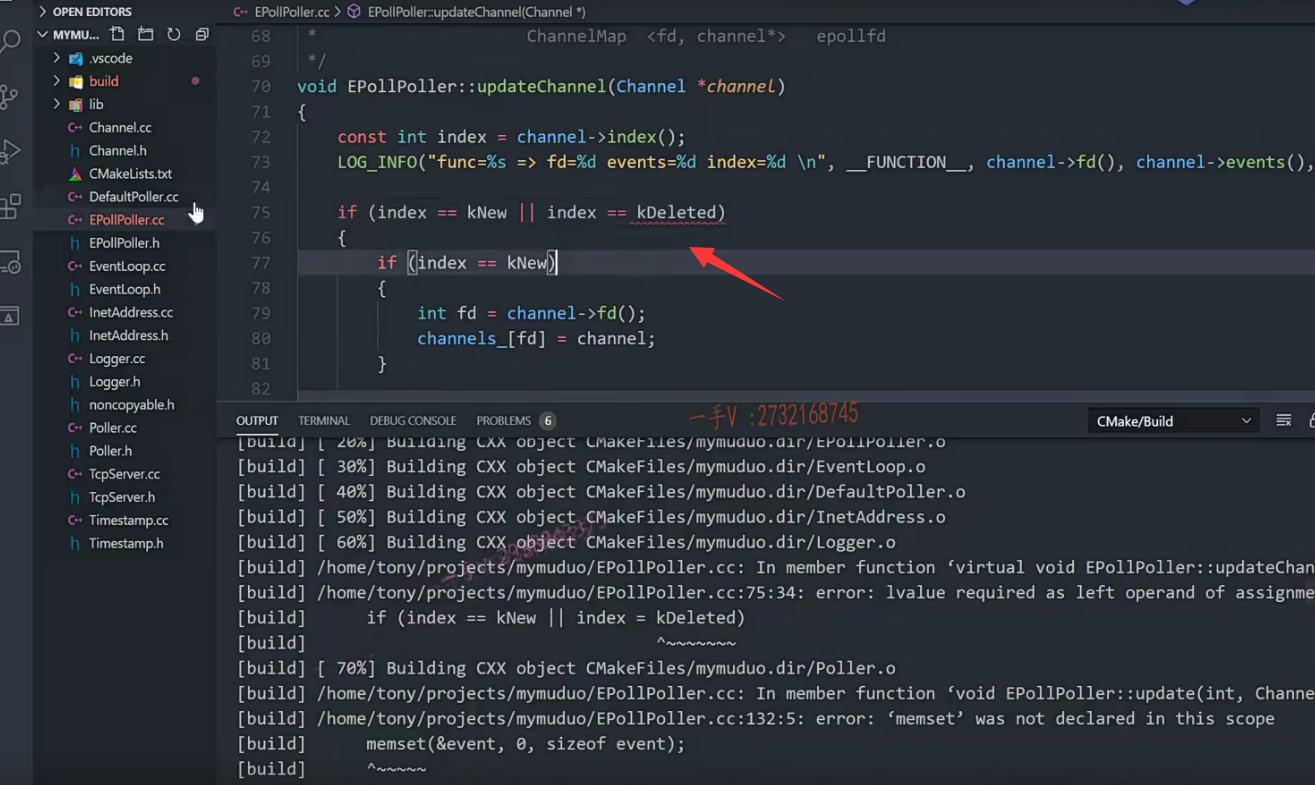 OPEN EDITORS
EPollPoller.cc > EPollPoller::updateChannel(Channel *)
MYMU...
.vscode
build
lib
Channel.cc
Channel.h
CMakeLists.txt
DefaultPoller.cc
EPollPoller.cc
EPollPoller.h
EventLoop.cc
EventLoop.h
InetAddress.cc
InetAddress.h
Logger.cc
Logger.h
noncopyable.h
Poller.cc
Poller.h
TcpServer.cc
TcpServer.h
Timestamp.cc
Timestamp.h
68 * ChannelMap <fd, channel*> epollfd
69 */
70 void EPollPoller::updateChannel(Channel *channel)
71 {
72 const int index = channel->index();
73 LOG_INFO("func=%s => fd=%d events=%d index=%d \n", __FUNCTION__, channel->fd(), channel->events(),
74
75 if (index == kNew || index == kDeleted)
76 {
77 if (index == kNew)
78 {
79 int fd = channel->fd();
80 channels_[fd] = channel;
81 }
82
OUTPUT TERMINAL DEBUG CONSOLE PROBLEMS 6
一手V :2732168745
CMake/Build
[build] [ 20%] Building CXX object CMakeFiles/mymuduo.dir/EPollPoller.o
[build] [ 30%] Building CXX object CMakeFiles/mymuduo.dir/EventLoop.o
[build] [ 40%] Building CXX object CMakeFiles/mymuduo.dir/DefaultPoller.o
[build] [ 50%] Building CXX object CMakeFiles/mymuduo.dir/InetAddress.o
[build] [ 60%] Building CXX object CMakeFiles/mymuduo.dir/Logger.o
[build] /home/tony/projects/mymuduo/EPollPoller.cc: In member function ‘virtual void EPollPoller::updateChan
[build] /home/tony/projects/mymuduo/EPollPoller.cc:75:34: error: lvalue required as left operand of assignme
[build] if (index == kNew || index = kDeleted)
[build] ^~~~~~~~
[build] [ 70%] Building CXX object CMakeFiles/mymuduo.dir/Poller.o
[build] /home/tony/projects/mymuduo/EPollPoller.cc: In member function ‘void EPollPoller::update(int, Channe
[build] /home/tony/projects/mymuduo/EPollPoller.cc:132:5: error: ‘memset’ was not declared in this scope
[build] memset(&event, 0, sizeof event);
[build] ^~~~~~